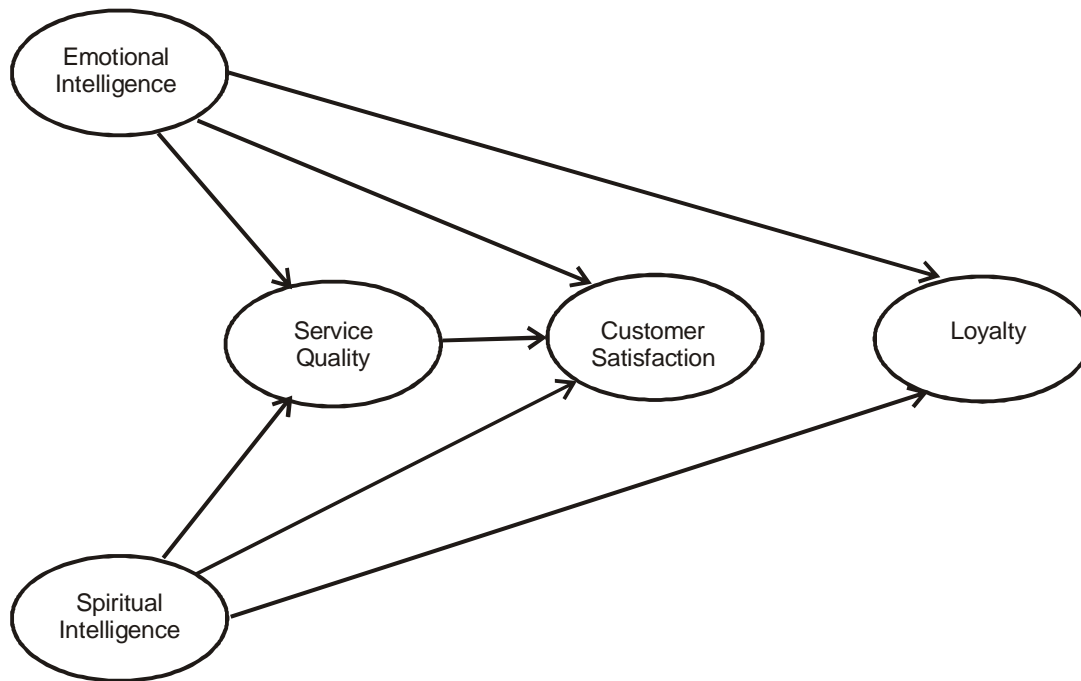 Emotional
Intelligence
Service
Quality
Customer
Satisfaction
Loyalty
Spiritual
Intelligence